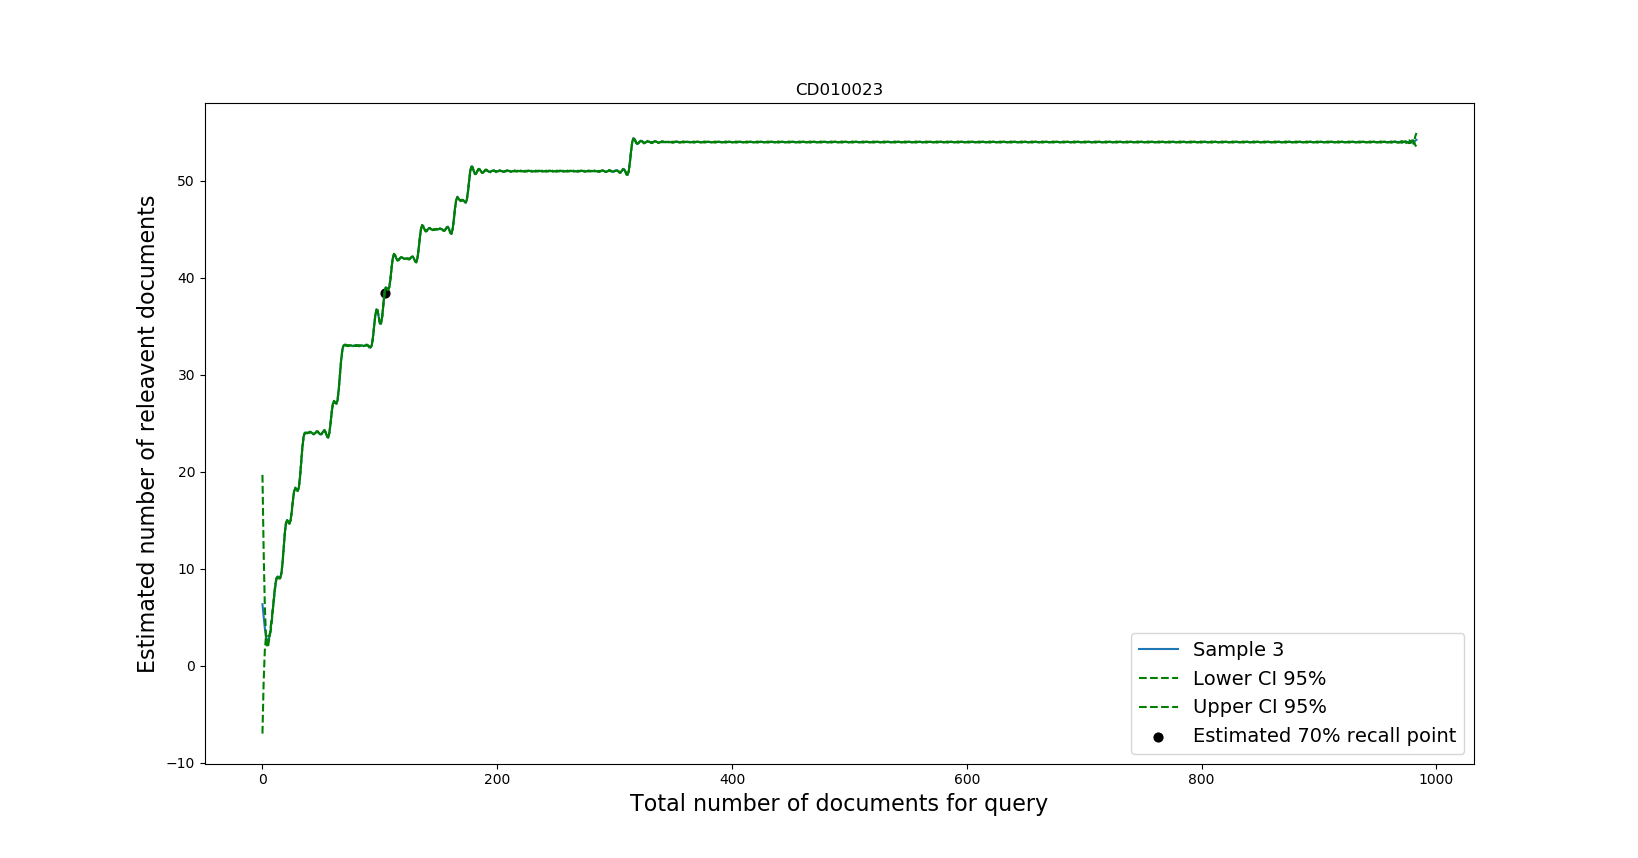 CD010023
Estimated number of releavent documents
50
40
30
20
10
0
−10
0 200 400 600 800 1000
Total number of documents for query
Sample 3
Lower CI 95%
Upper CI 95%
Estimated 70% recall point